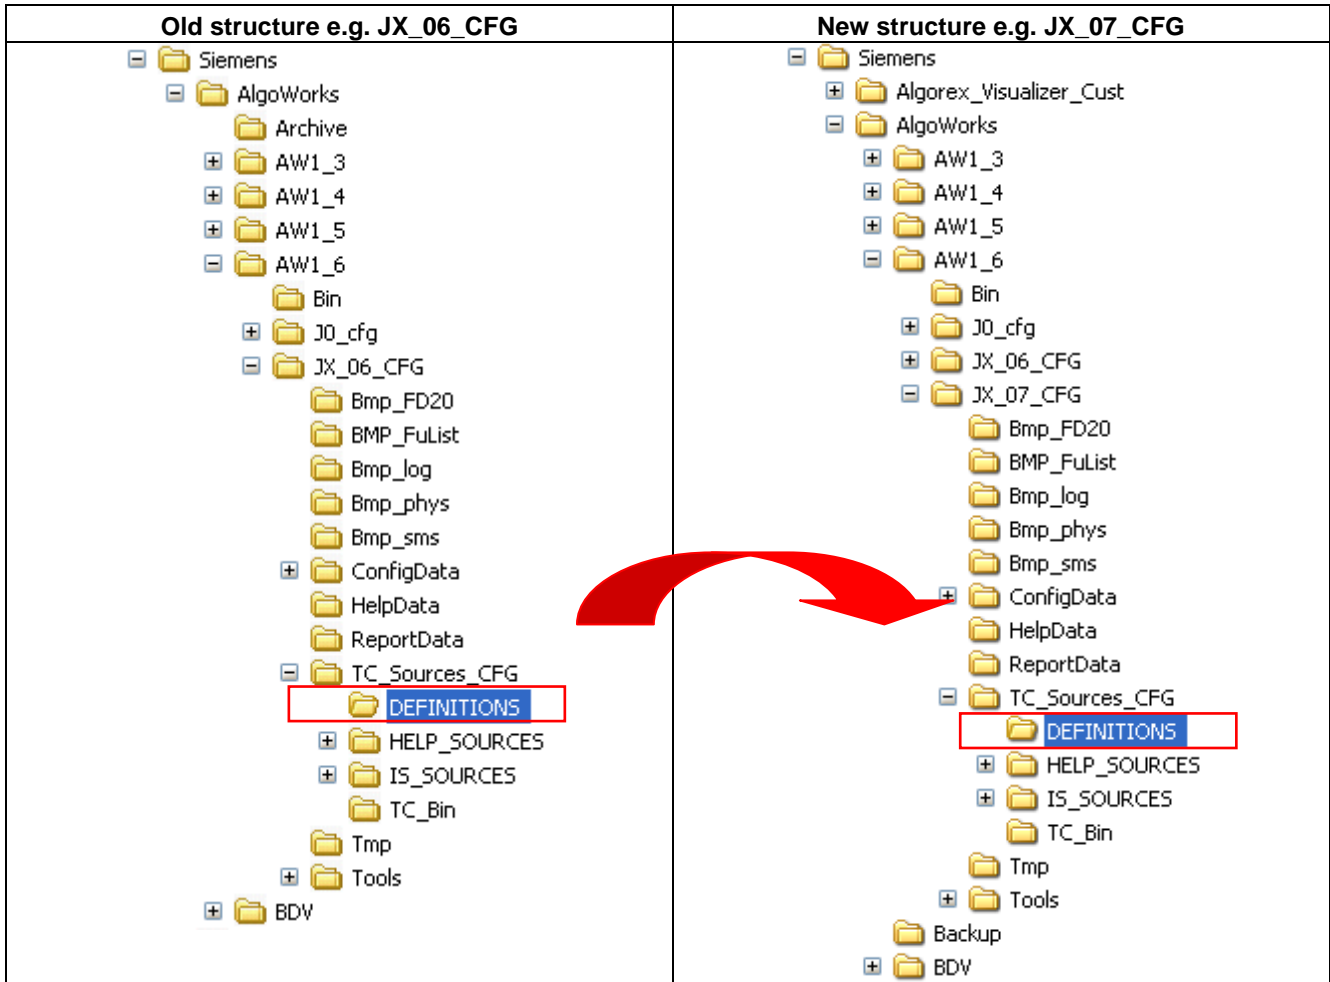 Old structure e.g. JX_06_CFG
Siemens
AlgoWorks
Archive
AW1_3
AW1_4
AW1_5
AW1_6
Bin
J0_cfg
JX_06_CFG
Bmp_FD20
BMP_FuList
Bmp_log
Bmp_phys
Bmp_sms
ConfigData
HelpData
ReportData
TC_Sources_CFG
DEFINITIONS
HELP_SOURCES
IS_SOURCES
TC_Bin
Tmp
Tools
BDV
New structure e.g. JX_07_CFG
Siemens
Algorex_Visualizer_Cust
AlgoWorks
AW1_3
AW1_4
AW1_5
AW1_6
Bin
J0_cfg
JX_06_CFG
JX_07_CFG
Bmp_FD20
BMP_FuList
Bmp_log
Bmp_phys
Bmp_sms
ConfigData
HelpData
ReportData
TC_Sources_CFG
DEFINITIONS
HELP_SOURCES
IS_SOURCES
TC_Bin
Tmp
Tools
Backup
BDV